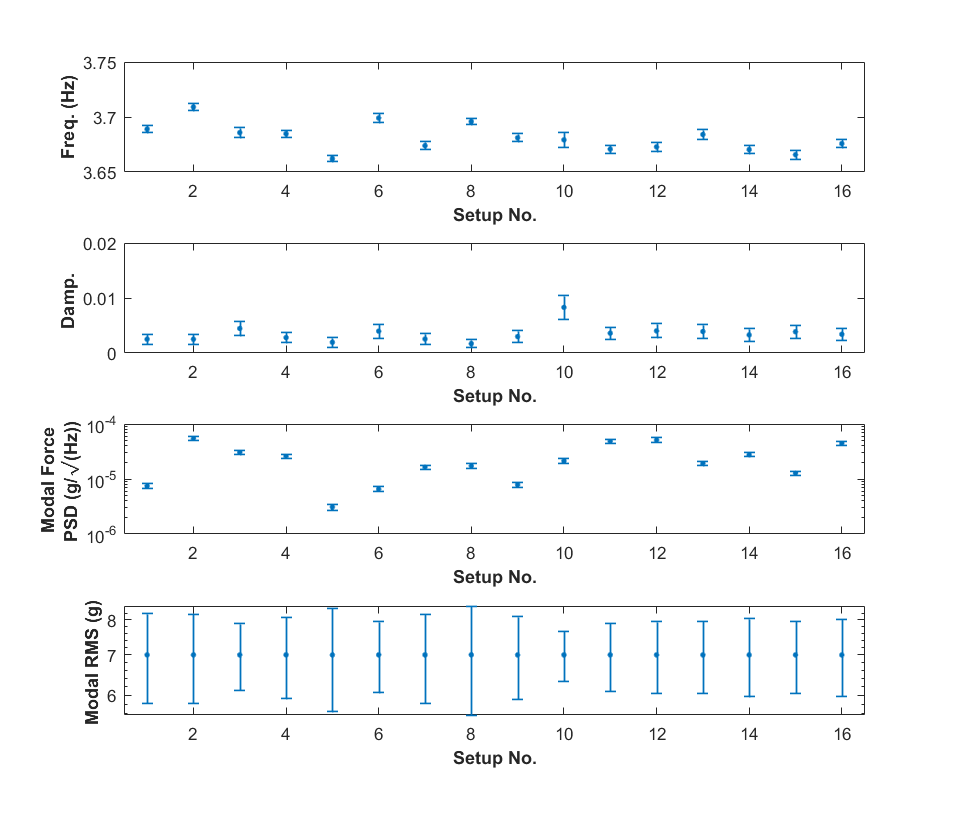 3.75
3.7
3.65
Freq. (Hz)
2 4 6 8 10 12 14 16
Setup No.
0.02
0.01
0
Damp.
2 4 6 8 10 12 14 16
Setup No.
10-4
10-5
10-6
Modal Force
PSD (g/√(Hz))
2 4 6 8 10 12 14 16
Setup No.
8
7
6
Modal RMS (g)
2 4 6 8 10 12 14 16
Setup No.